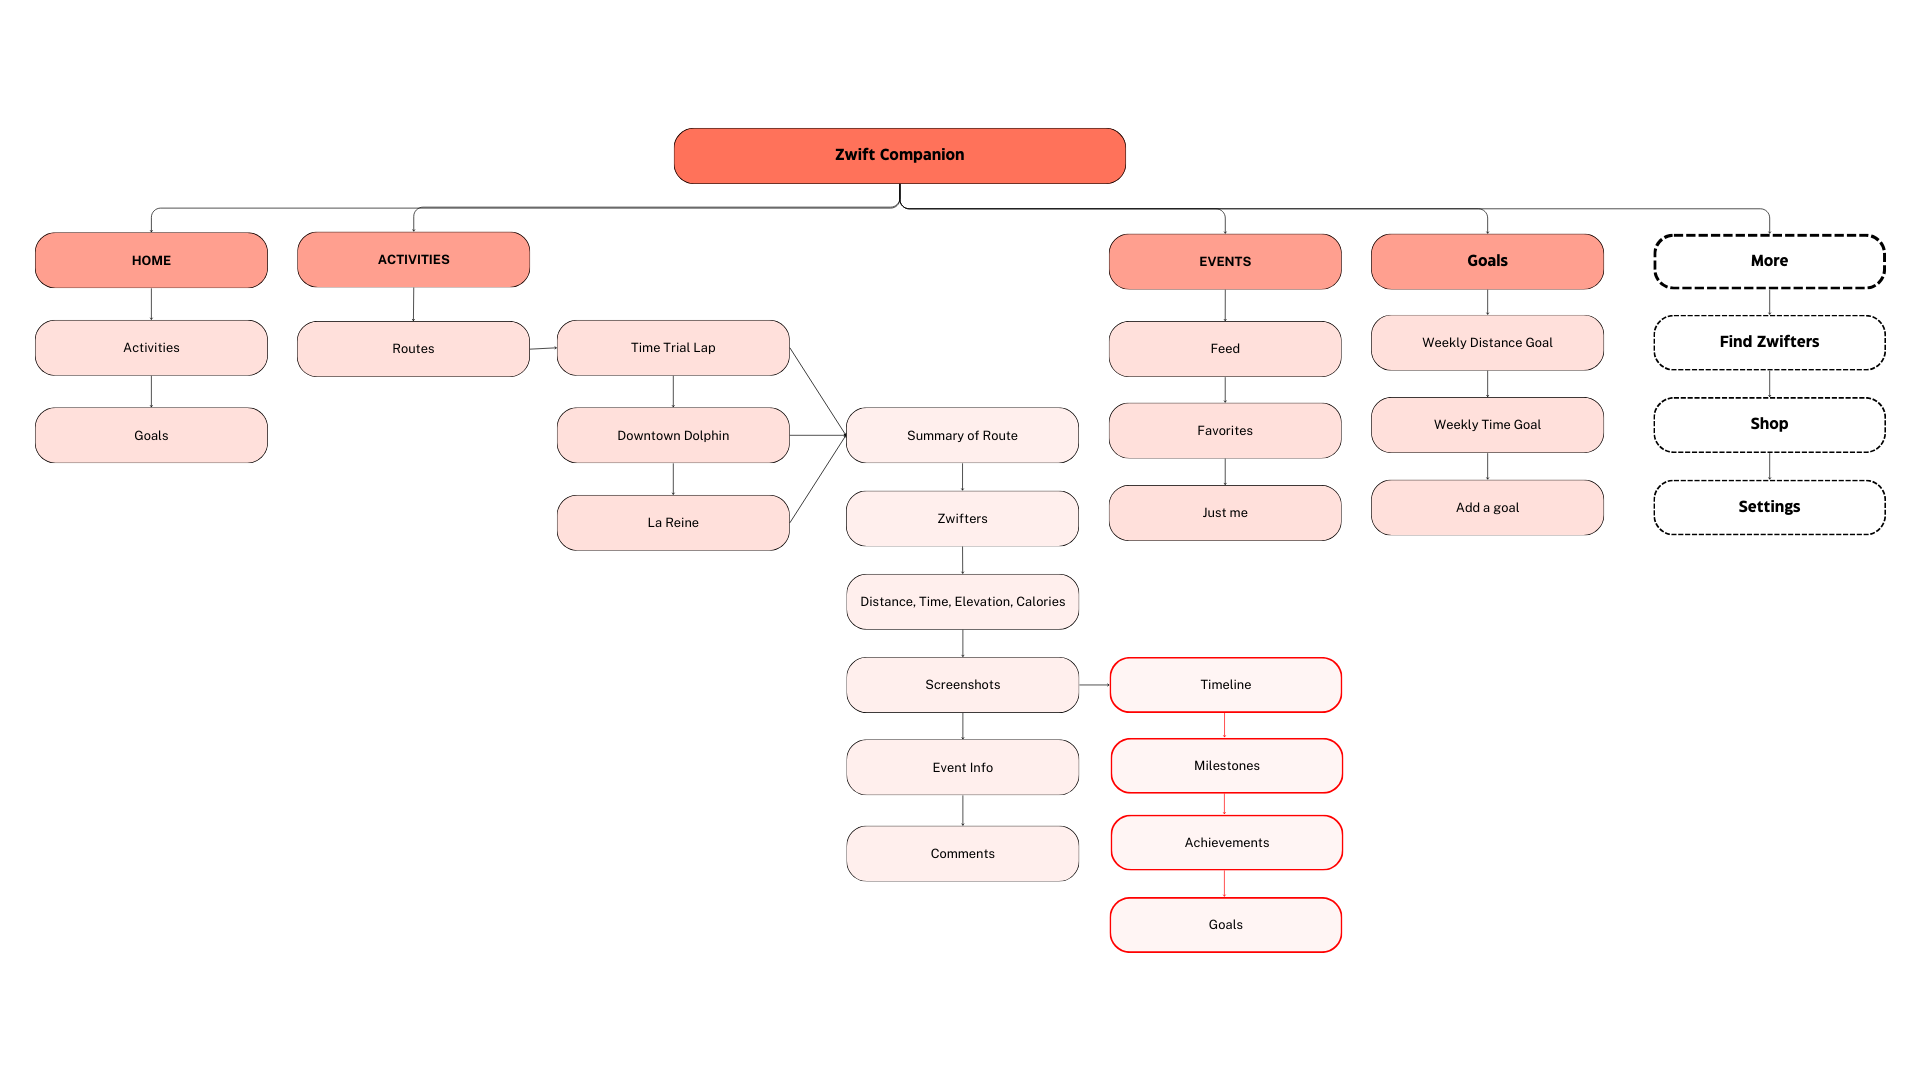 Zwift Companion
HOME
Activities
Goals
ACTIVITIES
Routes
Time Trial Lap
Downtown Dolphin
La Reine
Summary of Route
Zwifters
Distance, Time, Elevation, Calories
Screenshots
Event Info
Comments
Timeline
Milestones
Achievements
Goals
EVENTS
Feed
Favorites
Just me
Goals
Weekly Distance Goal
Weekly Time Goal
Add a goal
More
Find Zwifters
Shop
Settings